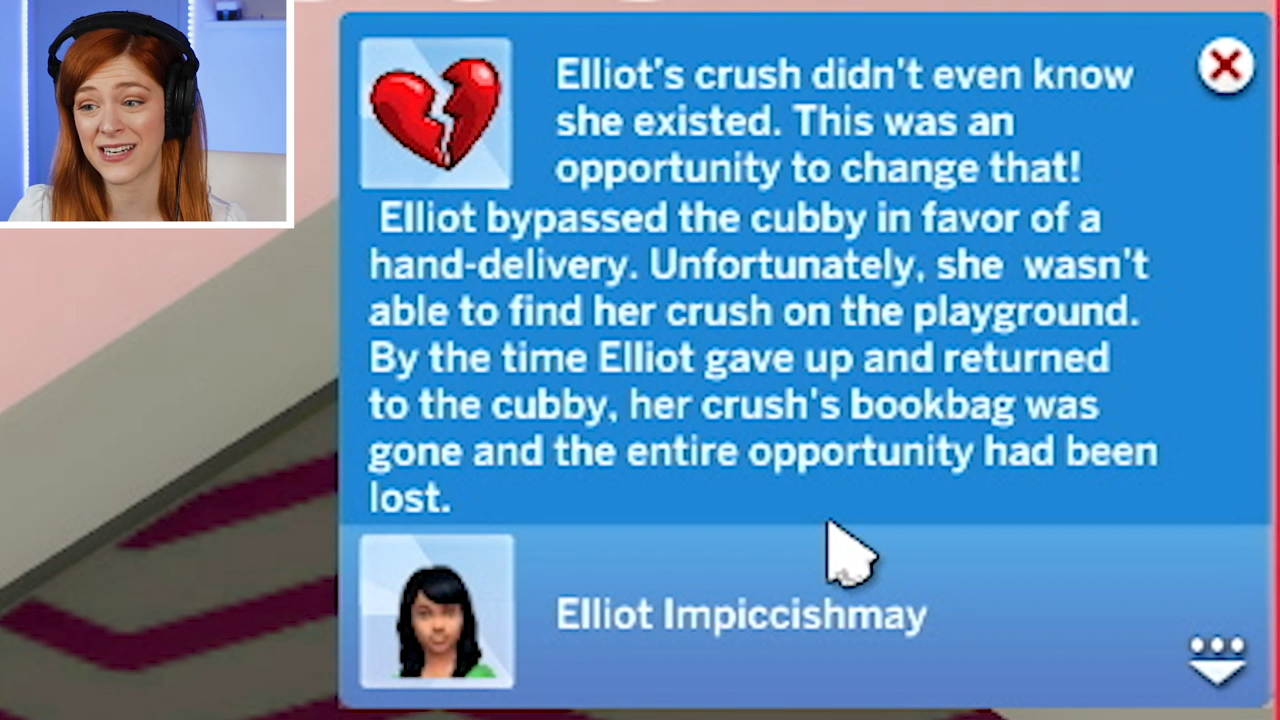 Elliot's crush didn't even know
she existed. This was an
opportunity to change that!
Elliot bypassed the cubby in favor of a
hand-delivery. Unfortunately, she wasn't
able to find her crush on the playground.
By the time Elliot gave up and returned
to the cubby, her crush's bookbag was
gone and the entire opportunity had been
lost.
Elliot Impiccishmay